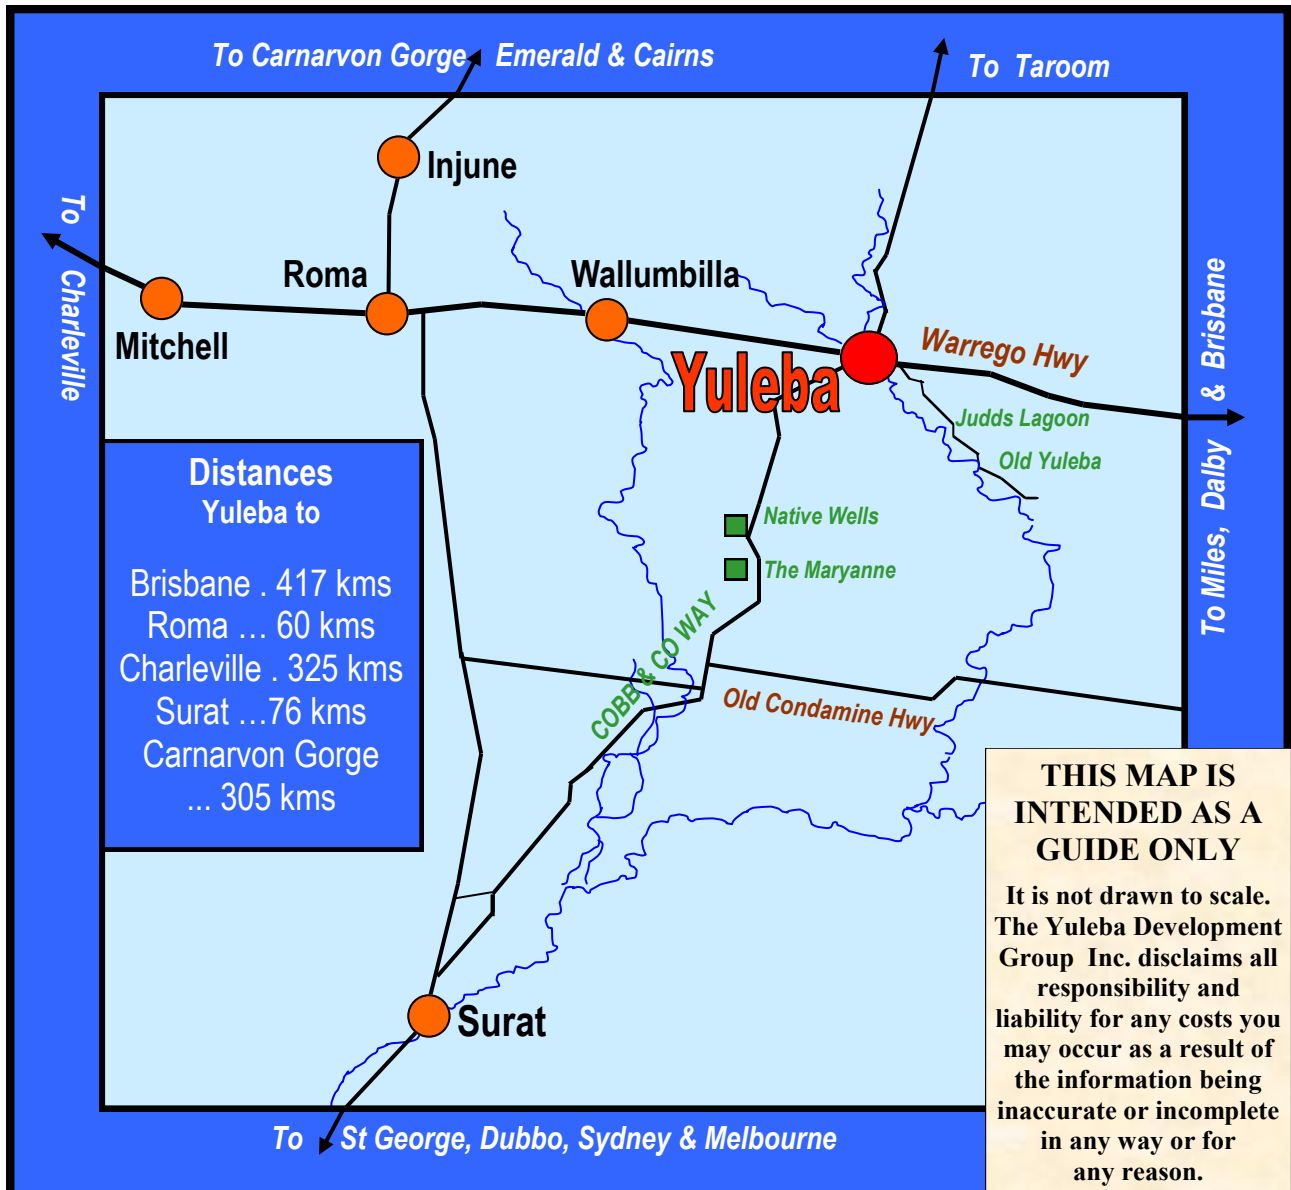 To Carnarvon Gorge Emerald & Cairns
To Taroom
Injune
To Charleville
Roma
Wallumbilla
Mitchell
Yuleba
Warrego Hwy
To Miles, Dalby & Brisbane
Judds Lagoon
Old Yuleba
Distances
Yuleba to
Brisbane . 417 kms
Roma ... 60 kms
Charleville . 325 kms
Surat ...76 kms
Carnarvon Gorge
... 305 kms
Native Wells
The Maryanne
COBB & CO WAY
Old Condamine Hwy
Surat
To St George, Dubbo, Sydney & Melbourne
THIS MAP IS
INTENDED AS A
GUIDE ONLY
It is not drawn to scale.
The Yuleba Development
Group Inc. disclaims all
responsibility and
liability for any costs you
may occur as a result of
the information being
inaccurate or incomplete
in any way or for
any reason.